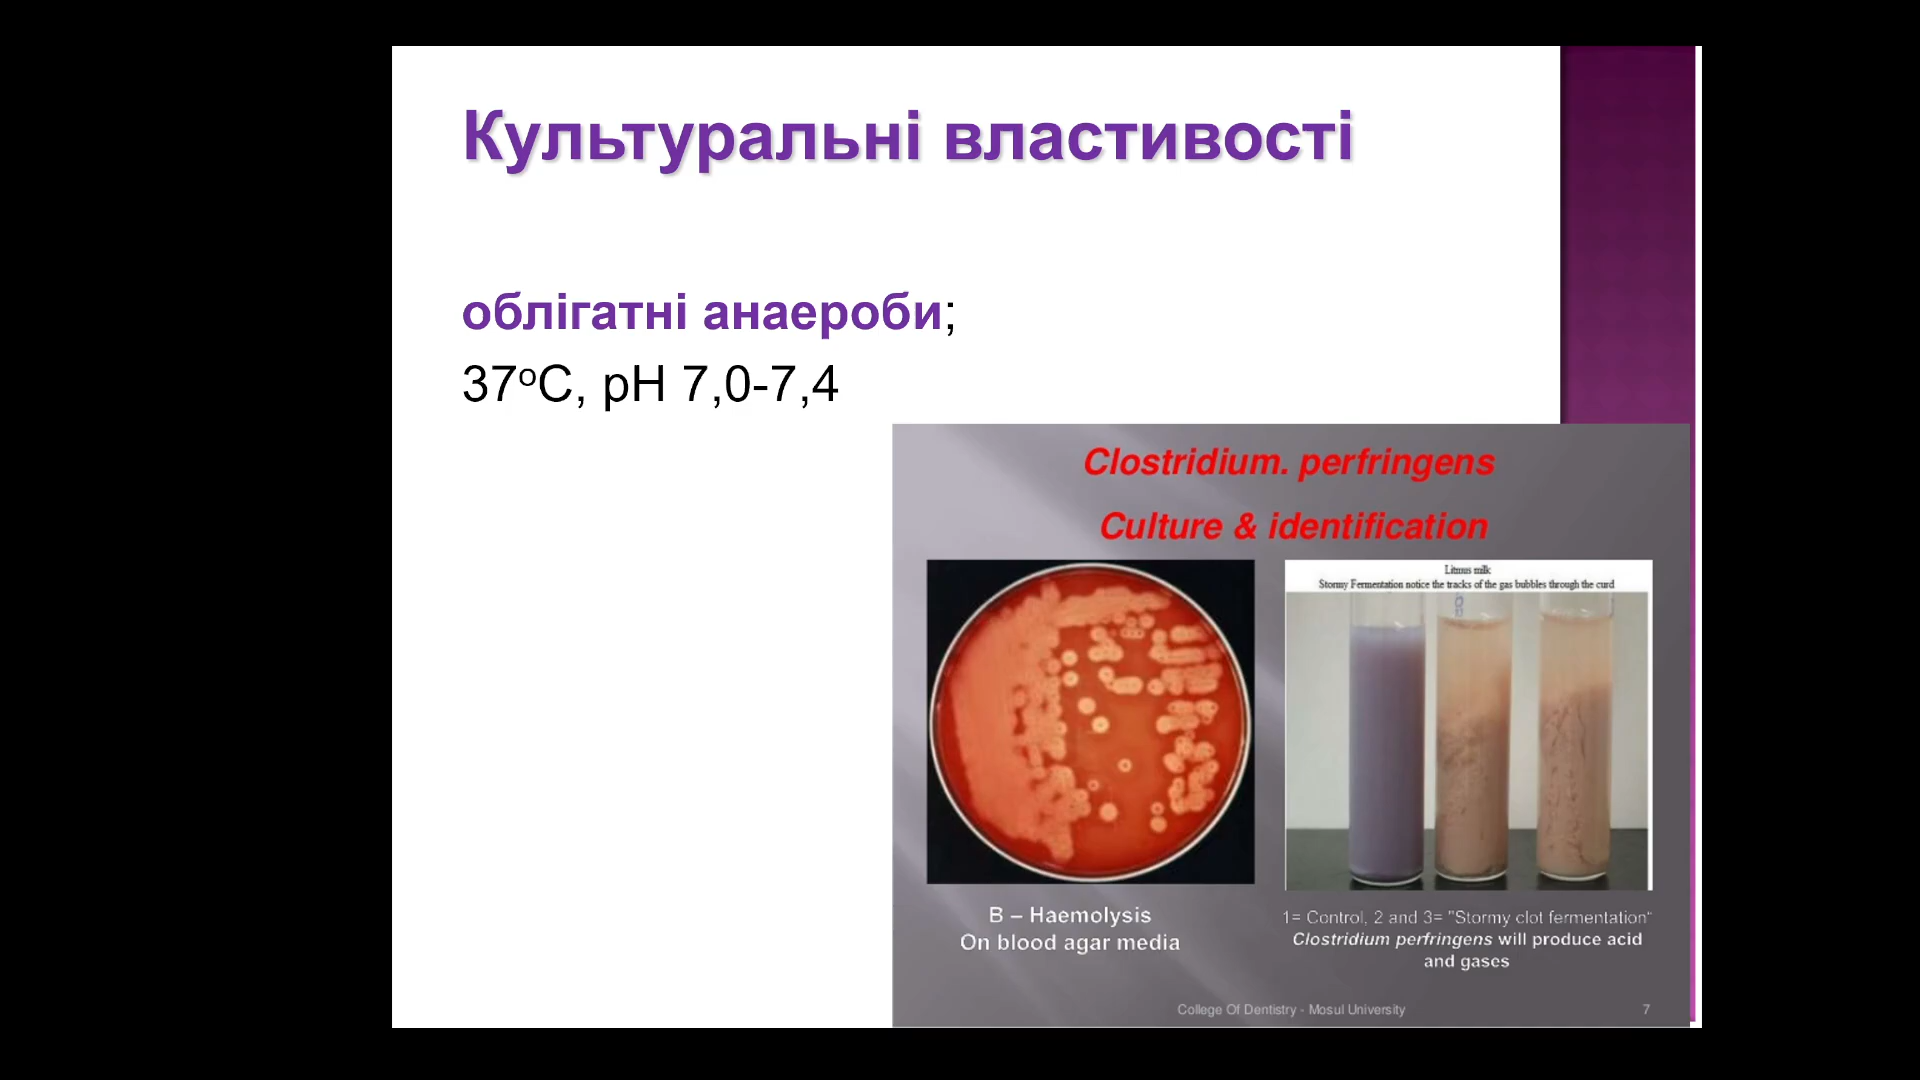 Культуральні властивості
облігатні анаероби;
37ºС, рН 7,0-7,4
Clostridium. perfringens
Culture & identification
Litmus milk
Stormy Fermentation notice the tracks of the gas bubbles through the curd
B – Haemolysis
On blood agar media
1= Control, 2 and 3= "Stormy clot fermentation"
Clostridium perfringens will produce acid
and gases
College Of Dentistry - Mosul University
7